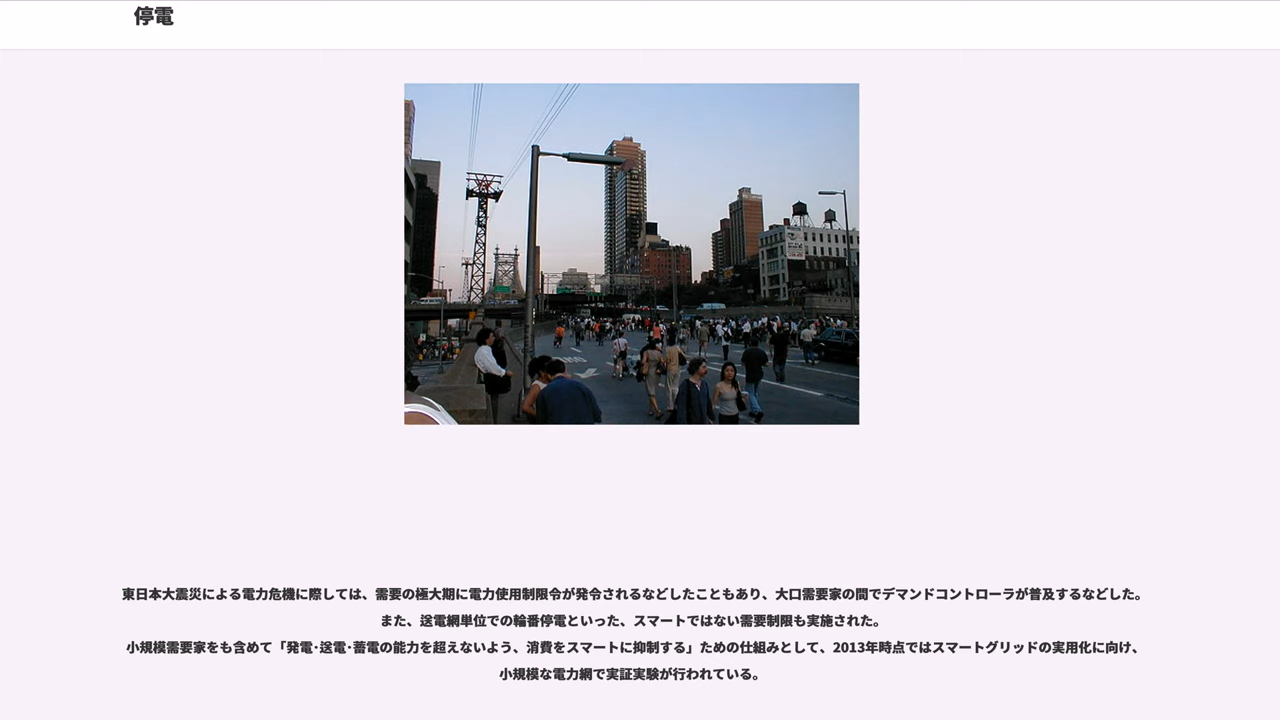 停電
東日本大震災による電力危機に際しては、需要の極大期に電力使用制限令が発令されるなどしたこともあり、大口需要家の間でデマンドコントローラが普及するなどした。
また、送電網単位での輪番停電といった、スマートではない需要制限も実施された。
小規模需要家をも含めて「発電･送電･蓄電の能力を超えないよう、消費をスマートに抑制する」ための仕組みとして、2013年時点ではスマートグリッドの実用化に向け、
小規模な電力網で実証実験が行われている。